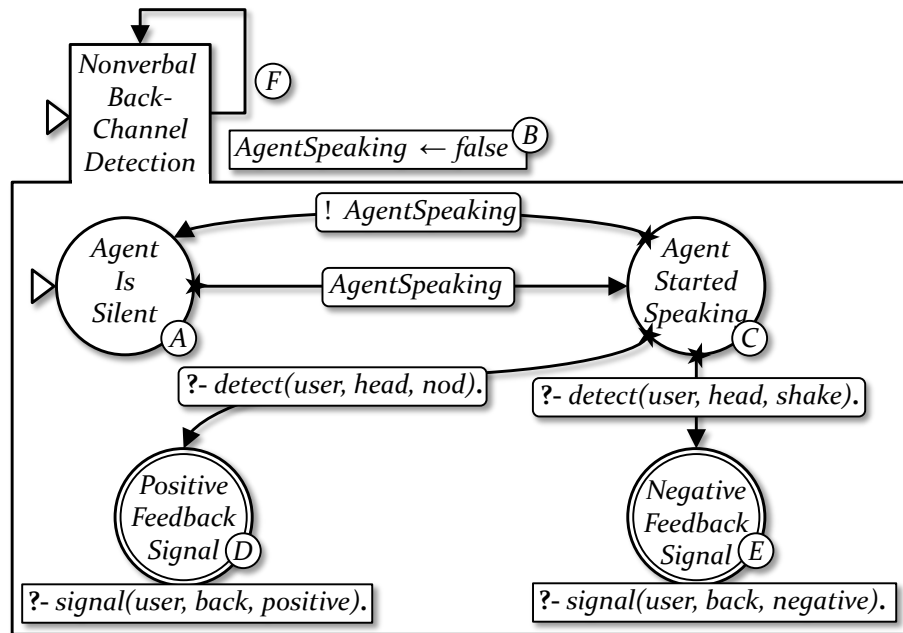 Nonverbal
Back-
Channel
Detection
F
B
AgentSpeaking ← false
! AgentSpeaking
Agent
Is
Silent
A
AgentSpeaking
Agent
Started
Speaking
C
?- detect(user, head, nod).
?- detect(user, head, shake).
Positive
Feedback
Signal
D
Negative
Feedback
Signal
E
?- signal(user, back, positive).
?- signal(user, back, negative).